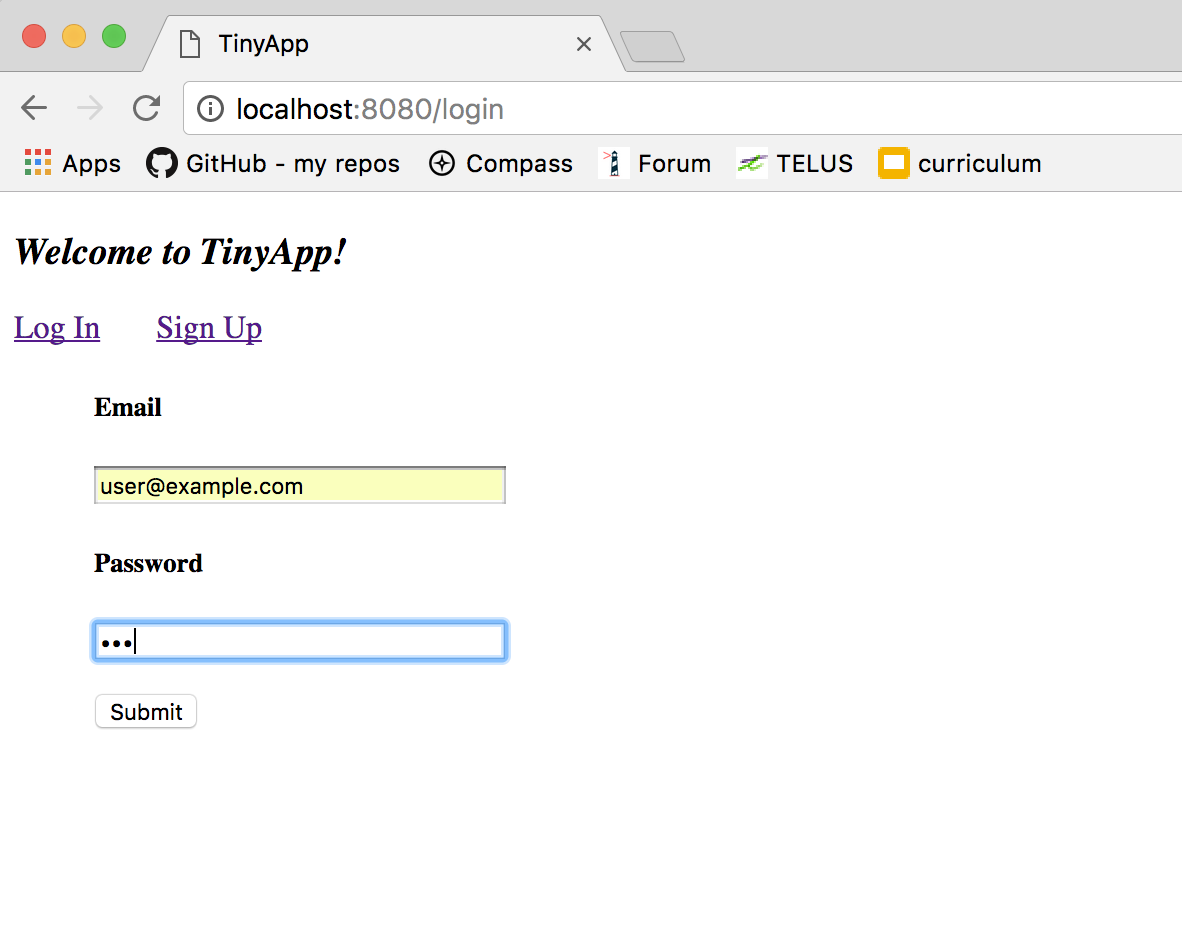 TinyApp
localhost:8080/login
Apps GitHub - my repos Compass Forum TELUS curriculum
Welcome to TinyApp!
Log In Sign Up
Email
user@example.com
Password
•••
Submit